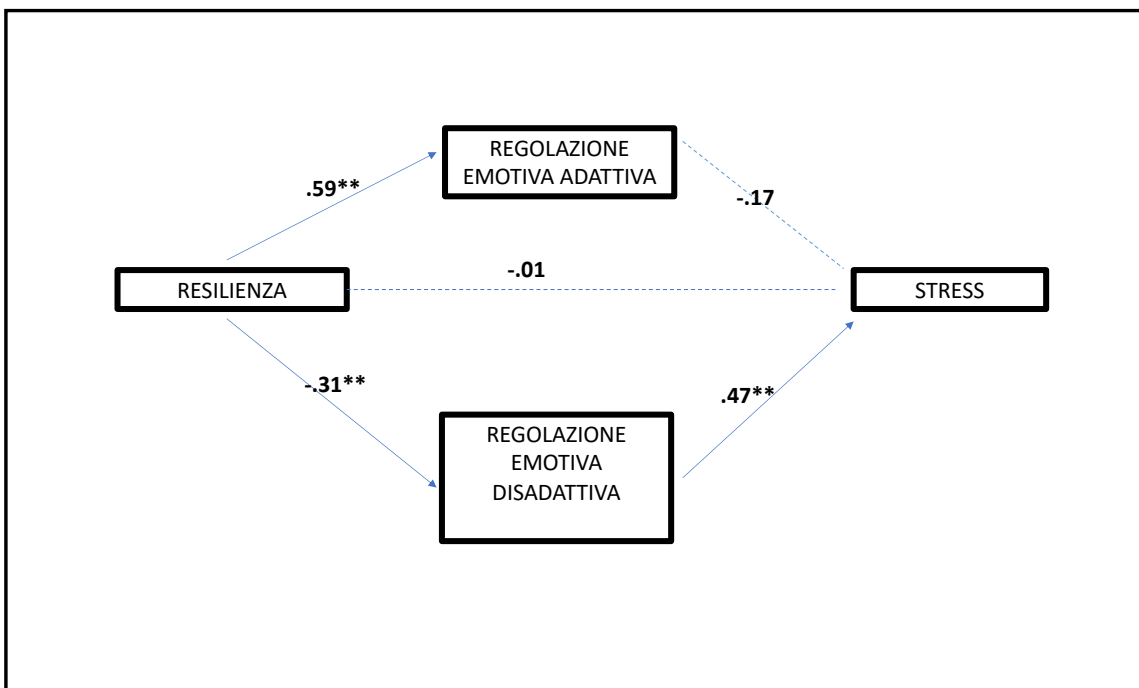 REGOLAZIONE
EMOTIVA ADATTIVA
.59**
-.17
-.01
RESILIENZA
STRESS
-.31**
.47**
REGOLAZIONE
EMOTIVA
DISADATTIVA